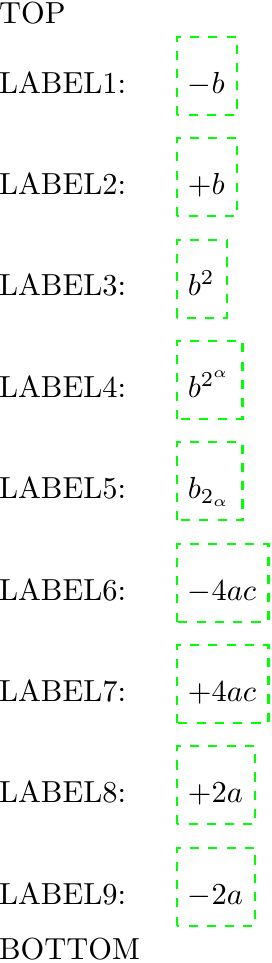 TOP
LABEL1: −b
LABEL2: +b
LABEL3: b²
LABEL4: b^{2^α}
LABEL5: b_{2_α}
LABEL6: −4ac
LABEL7: +4ac
LABEL8: +2a
LABEL9: −2a
BOTTOM